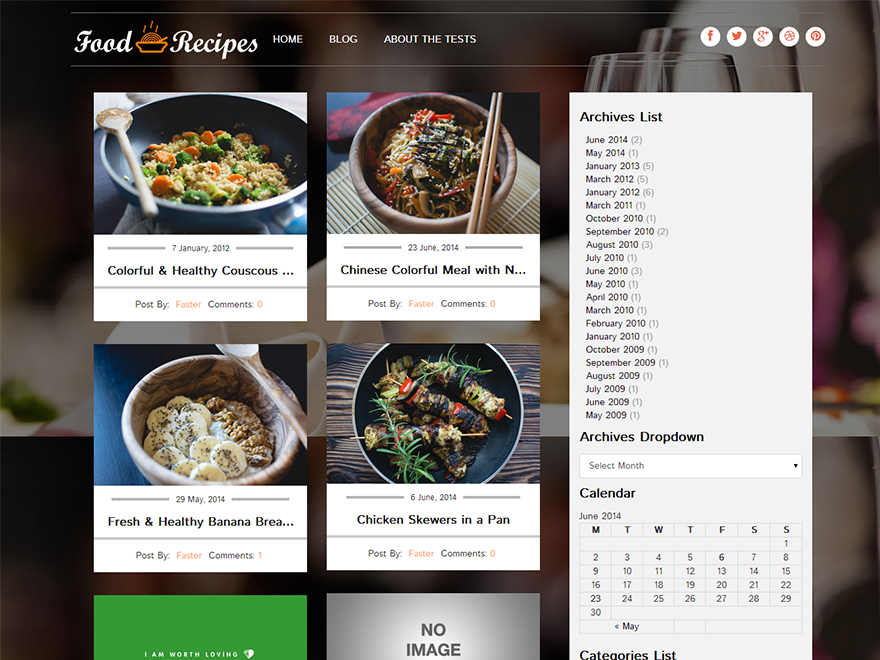 Food Recipes
HOME BLOG ABOUT THE TESTS
7 January, 2012
Colorful & Healthy Couscous ...
Post By: Faster Comments: 0
23 June, 2014
Chinese Colorful Meal with N...
Post By: Faster Comments: 0
29 May, 2014
Fresh & Healthy Banana Brea...
Post By: Faster Comments: 1
6 June, 2014
Chicken Skewers in a Pan
Post By: Faster Comments: 0
I AM WORTH LOVING
NO
IMAGE
Archives List
June 2014 (2)
May 2014 (1)
January 2013 (5)
March 2012 (5)
January 2012 (6)
March 2011 (1)
October 2010 (1)
September 2010 (2)
August 2010 (3)
July 2010 (1)
June 2010 (3)
May 2010 (1)
April 2010 (1)
March 2010 (1)
February 2010 (1)
January 2010 (1)
October 2009 (1)
September 2009 (1)
August 2009 (1)
July 2009 (1)
June 2009 (1)
May 2009 (1)
Archives Dropdown
Select Month
Calendar
June 2014
M T W T F S S
1
2 3 4 5 6 7 8
9 10 11 12 13 14 15
16 17 18 19 20 21 22
23 24 25 26 27 28 29
30
« May
Categories List